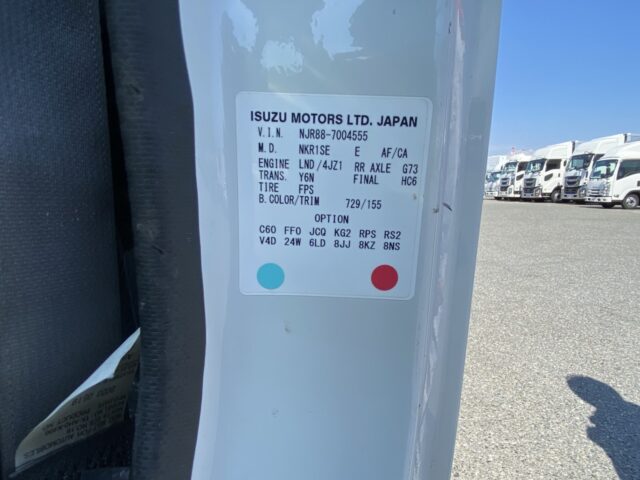 ISUZU MOTORS LTD. JAPAN
V.I.N. NJR88-7004555
M.D. NKR1SE E AF/CA
ENGINE LND/4JZ1 RR AXLE G73
TRANS. Y6N FINAL HC6
TIRE FPS
B.COLOR/TRIM 729/155
OPTION
C60 FF0 JCQ KG2 RPS RS2
V4D 24W 6LD 8JJ 8KZ 8NS